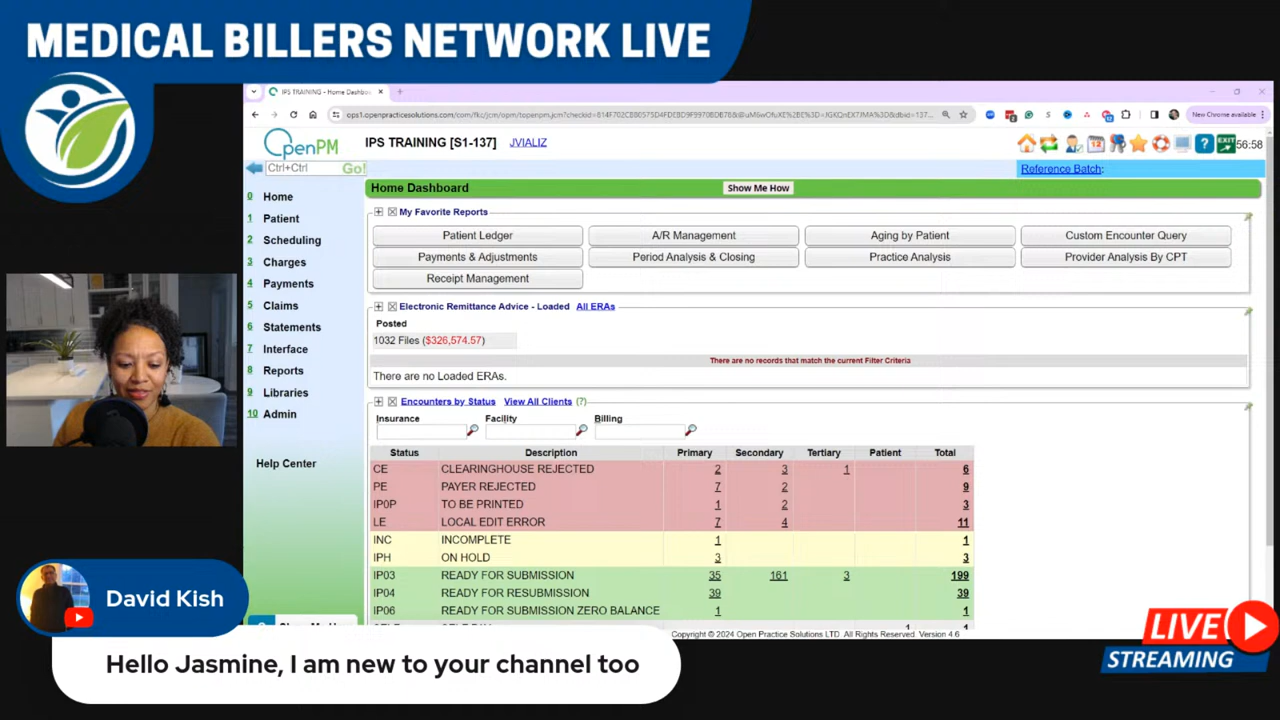 MEDICAL BILLERS NETWORK LIVE
IPS TRAINING - Home Dashbo
New Chrome available
OpenPM
IPS TRAINING [S1-137] JVIALIZ
56:58
EXIT
Ctrl+Ctrl Go!
Reference Batch:
0 Home
1 Patient
2 Scheduling
3 Charges
4 Payments
5 Claims
6 Statements
7 Interface
8 Reports
9 Libraries
10 Admin
Help Center
Home Dashboard
Show Me How
My Favorite Reports
Patient Ledger A/R Management Aging by Patient Custom Encounter Query
Payments & Adjustments Period Analysis & Closing Practice Analysis Provider Analysis By CPT
Receipt Management
Electronic Remittance Advice - Loaded All ERAs
Posted
1032 Files ($326,574.57)
There are no records that match the current Filter Criteria
There are no Loaded ERAs.
Encounters by Status View All Clients (?)
Insurance Facility Billing
Status Description Primary Secondary Tertiary Patient Total
CE CLEARINGHOUSE REJECTED 2 3 1 6
PE PAYER REJECTED 7 2 9
IP0P TO BE PRINTED 1 2 3
LE LOCAL EDIT ERROR 7 4 11
INC INCOMPLETE 1 1
IPH ON HOLD 3 3
IP03 READY FOR SUBMISSION 35 161 3 199
IP04 READY FOR RESUBMISSION 39 39
IP06 READY FOR SUBMISSION ZERO BALANCE 1 1
Copyright © 2024 Open Practice Solutions LTD. All Rights Reserved. Version 4.6
David Kish
Hello Jasmine, I am new to your channel too
LIVE
STREAMING